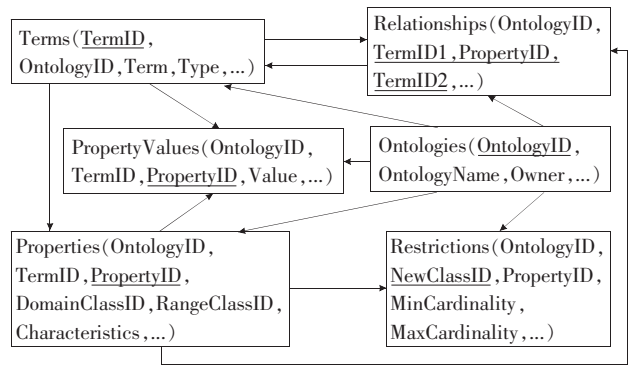 Terms(TermID,
OntologyID,Term,Type,...)
Relationships(OntologyID,
TermID1,PropertyID,
TermID2,...)
PropertyValues(OntologyID,
TermID,PropertyID,Value,...)
Ontologies(OntologyID,
OntologyName,Owner,...)
Properties(OntologyID,
TermID,PropertyID,
DomainClassID,RangeClassID,
Characteristics,...)
Restrictions(OntologyID,
NewClassID,PropertyID,
MinCardinality,
MaxCardinality,
...)